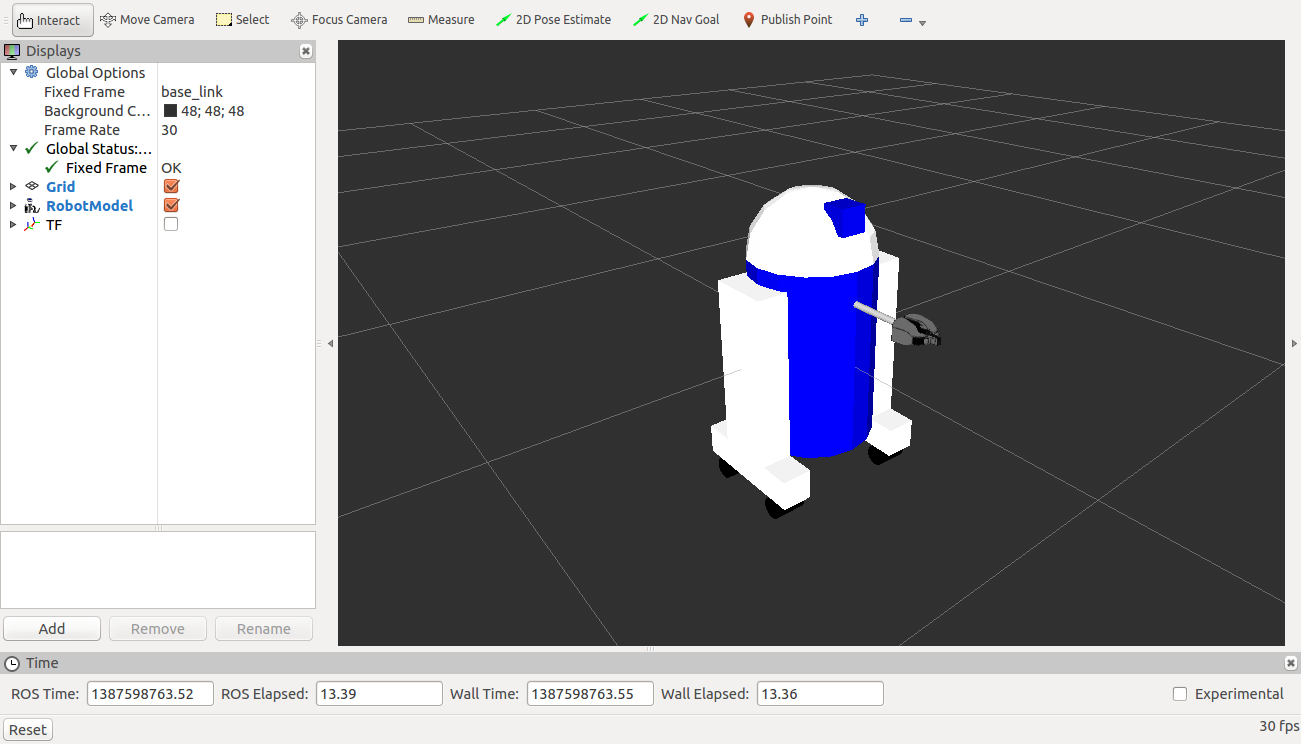 Interact Move Camera Select Focus Camera Measure 2D Pose Estimate 2D Nav Goal Publish Point
Displays
Global Options
Fixed Frame base_link
Background C... 48; 48; 48
Frame Rate 30
Global Status:...
Fixed Frame OK
Grid
RobotModel
TF
Add Remove Rename
Time
ROS Time: 1387598763.52 ROS Elapsed: 13.39 Wall Time: 1387598763.55 Wall Elapsed: 13.36 Experimental
Reset 30 fps